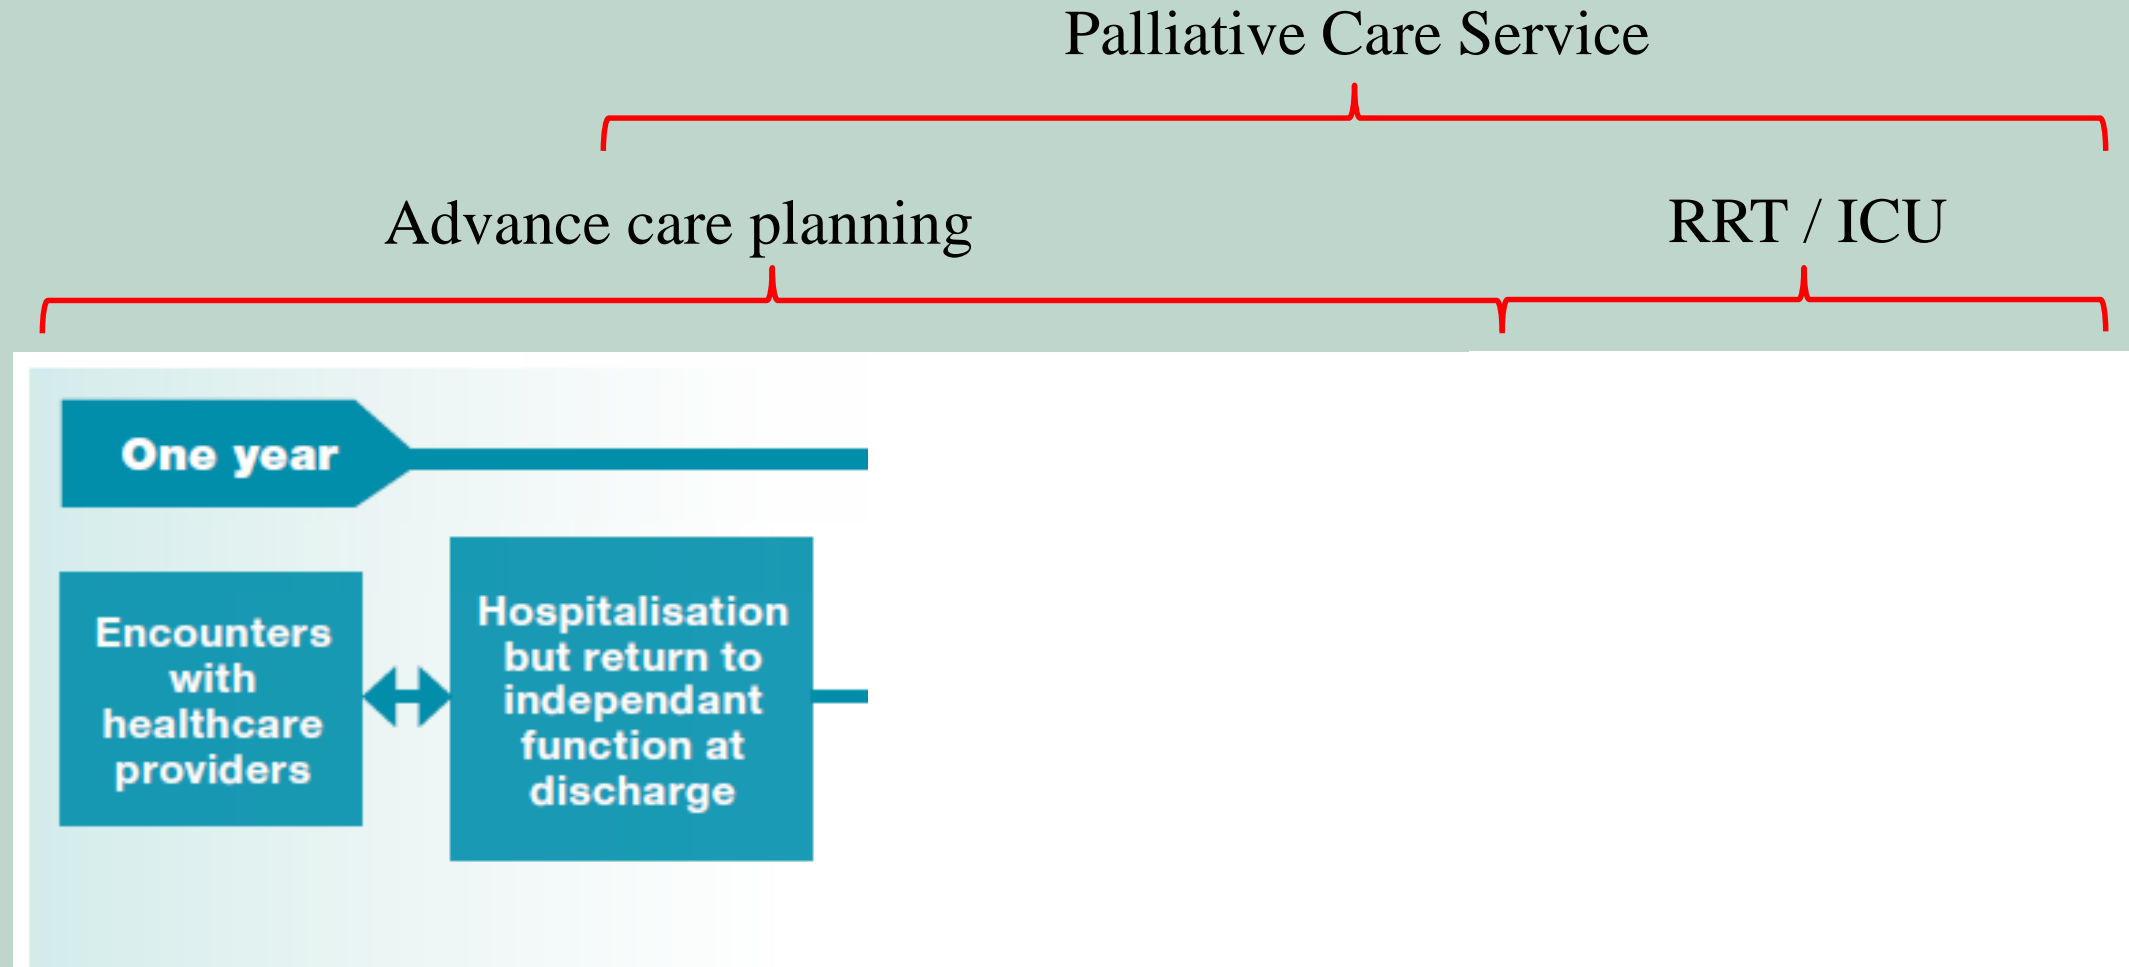 Palliative Care Service
Advance care planning
RRT / ICU
One year
Encounters
with
healthcare
providers
Hospitalisation
but return to
independant
function at
discharge